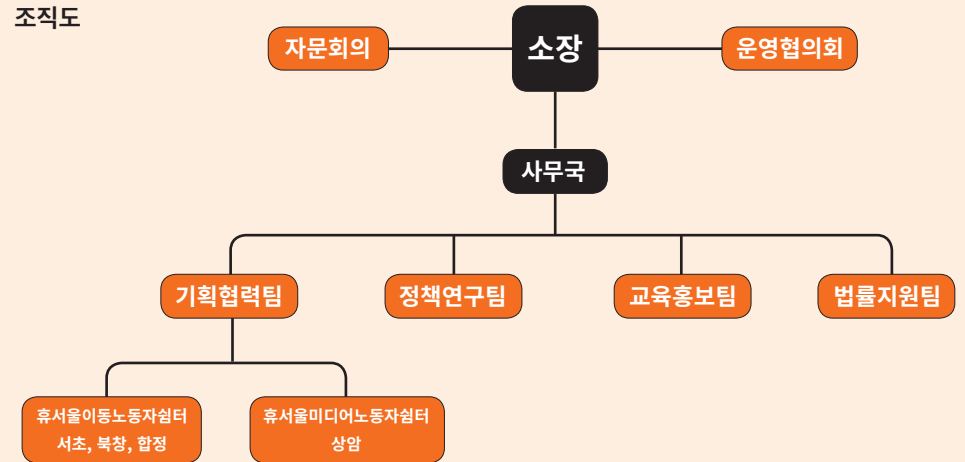 조직도
자문회의
소장
운영협의회
사무국
기획협력팀
정책연구팀
교육홍보팀
법률지원팀
휴서울이동노동자쉼터
서초, 북창, 합정
휴서울미디어노동자쉼터
상암